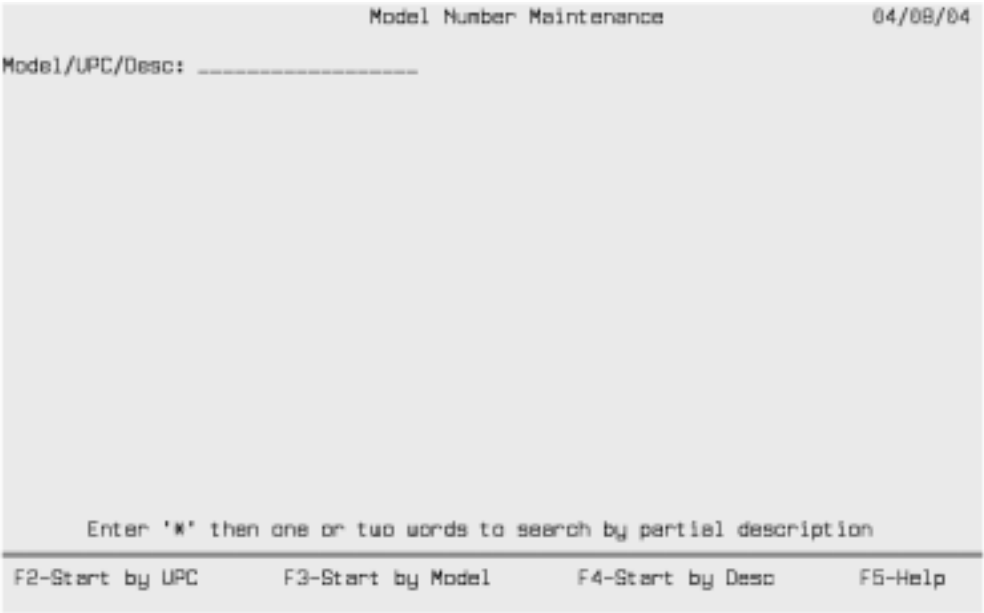 Model Number Maintenance 04/08/04
Model/UPC/Desc: __________________
Enter '*' then one or two words to search by partial description
F2-Start by UPC F3-Start by Model F4-Start by Desc F5-Help